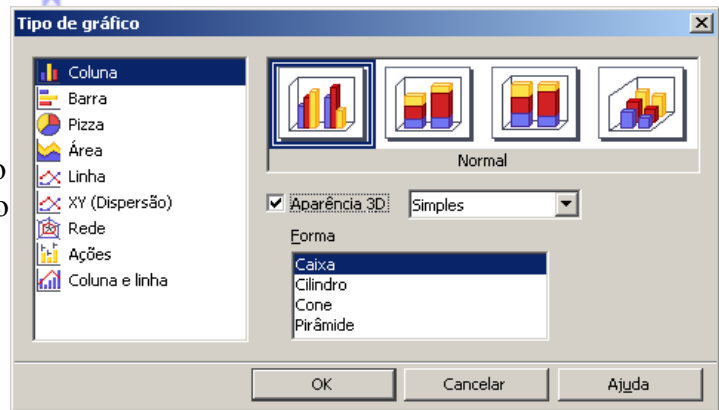 Tipo de gráfico
Coluna
Barra
Pizza
Área
Linha
XY (Dispersão)
Rede
Ações
Coluna e linha
Normal
Aparência 3D
Simples
Forma
Caixa
Cilindro
Cone
Pirâmide
OK
Cancelar
Ajuda
o
o